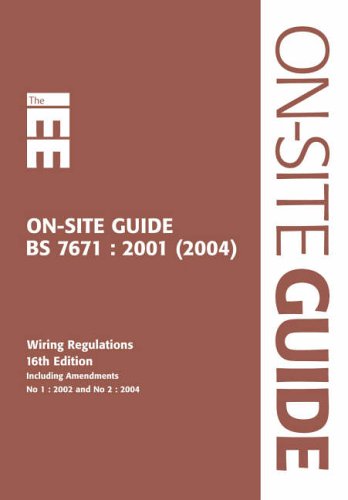 The
IEE
ON-SITE GUIDE
BS 7671 : 2001 (2004)
Wiring Regulations
16th Edition
Including Amendments
No 1 : 2002 and No 2 : 2004
ON-SITE GUIDE